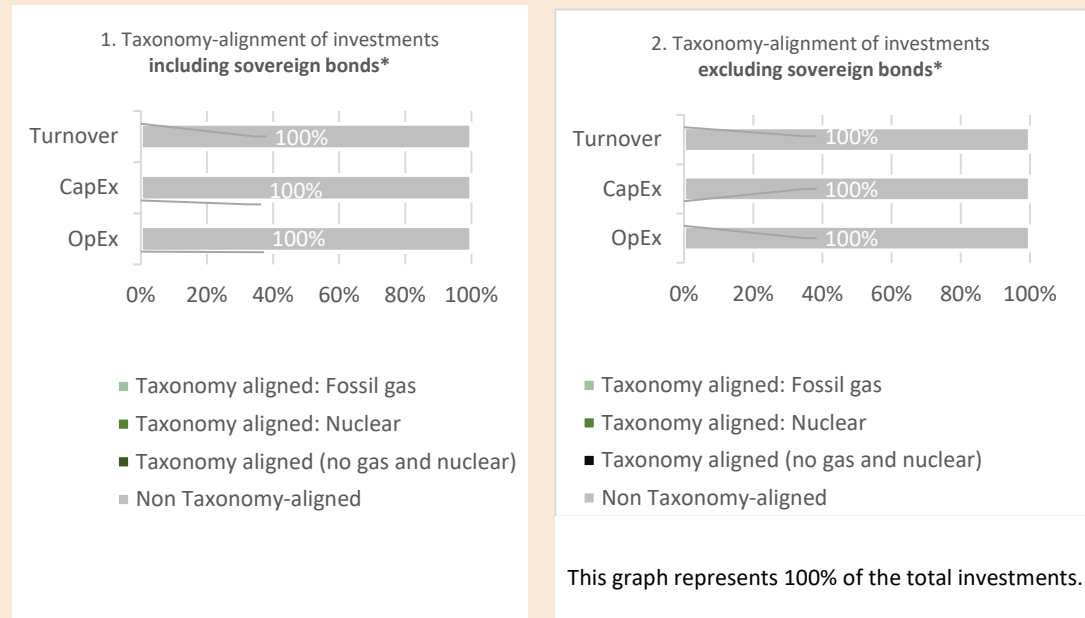 1. Taxonomy-alignment of investments
including sovereign bonds*
Turnover
100%
CapEx
100%
OpEx
100%
0% 20% 40% 60% 80% 100%
Taxonomy aligned: Fossil gas
Taxonomy aligned: Nuclear
Taxonomy aligned (no gas and nuclear)
Non Taxonomy-aligned
2. Taxonomy-alignment of investments
excluding sovereign bonds*
Turnover
100%
CapEx
100%
OpEx
100%
0% 20% 40% 60% 80% 100%
Taxonomy aligned: Fossil gas
Taxonomy aligned: Nuclear
Taxonomy aligned (no gas and nuclear)
Non Taxonomy-aligned
This graph represents 100% of the total investments.